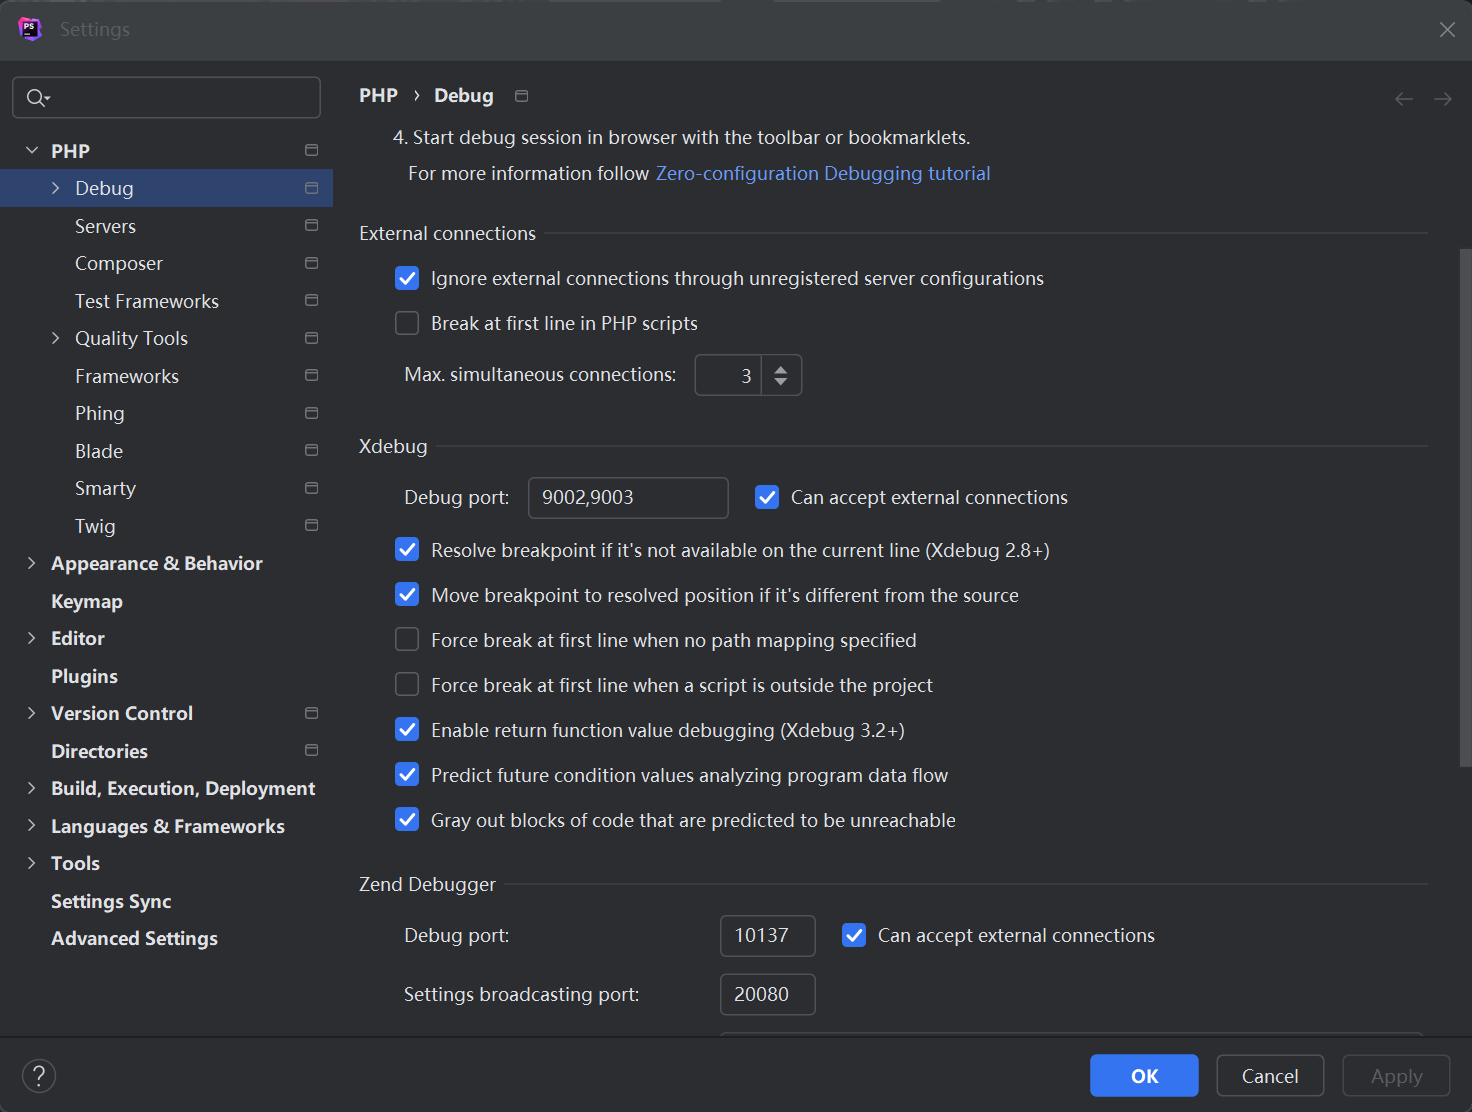 PS
Settings
PHP
Debug
Servers
Composer
Test Frameworks
Quality Tools
Frameworks
Phing
Blade
Smarty
Twig
Appearance & Behavior
Keymap
Editor
Plugins
Version Control
Directories
Build, Execution, Deployment
Languages & Frameworks
Tools
Settings Sync
Advanced Settings
PHP › Debug
4. Start debug session in browser with the toolbar or bookmarklets.
For more information follow Zero-configuration Debugging tutorial
External connections
Ignore external connections through unregistered server configurations
Break at first line in PHP scripts
Max. simultaneous connections: 3
Xdebug
Debug port: 9002,9003 Can accept external connections
Resolve breakpoint if it's not available on the current line (Xdebug 2.8+)
Move breakpoint to resolved position if it's different from the source
Force break at first line when no path mapping specified
Force break at first line when a script is outside the project
Enable return function value debugging (Xdebug 3.2+)
Predict future condition values analyzing program data flow
Gray out blocks of code that are predicted to be unreachable
Zend Debugger
Debug port: 10137 Can accept external connections
Settings broadcasting port: 20080
? OK Cancel Apply